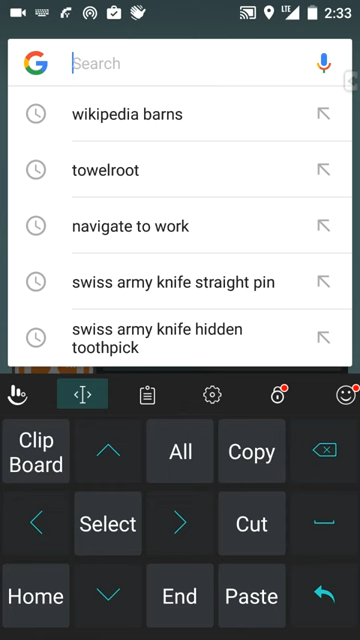 LTE 2:33
Search
wikipedia barns
towelroot
navigate to work
swiss army knife straight pin
swiss army knife hidden
toothpick
Clip
Board
All
Copy
Select
Cut
Home
End
Paste